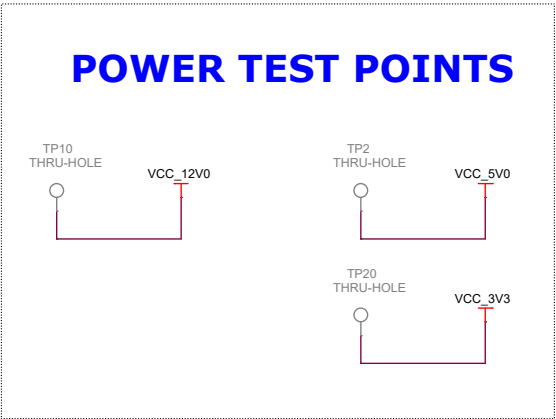 POWER TEST POINTS
TP10
THRU-HOLE
VCC_12V0
TP2
THRU-HOLE
VCC_5V0
TP20
THRU-HOLE
VCC_3V3